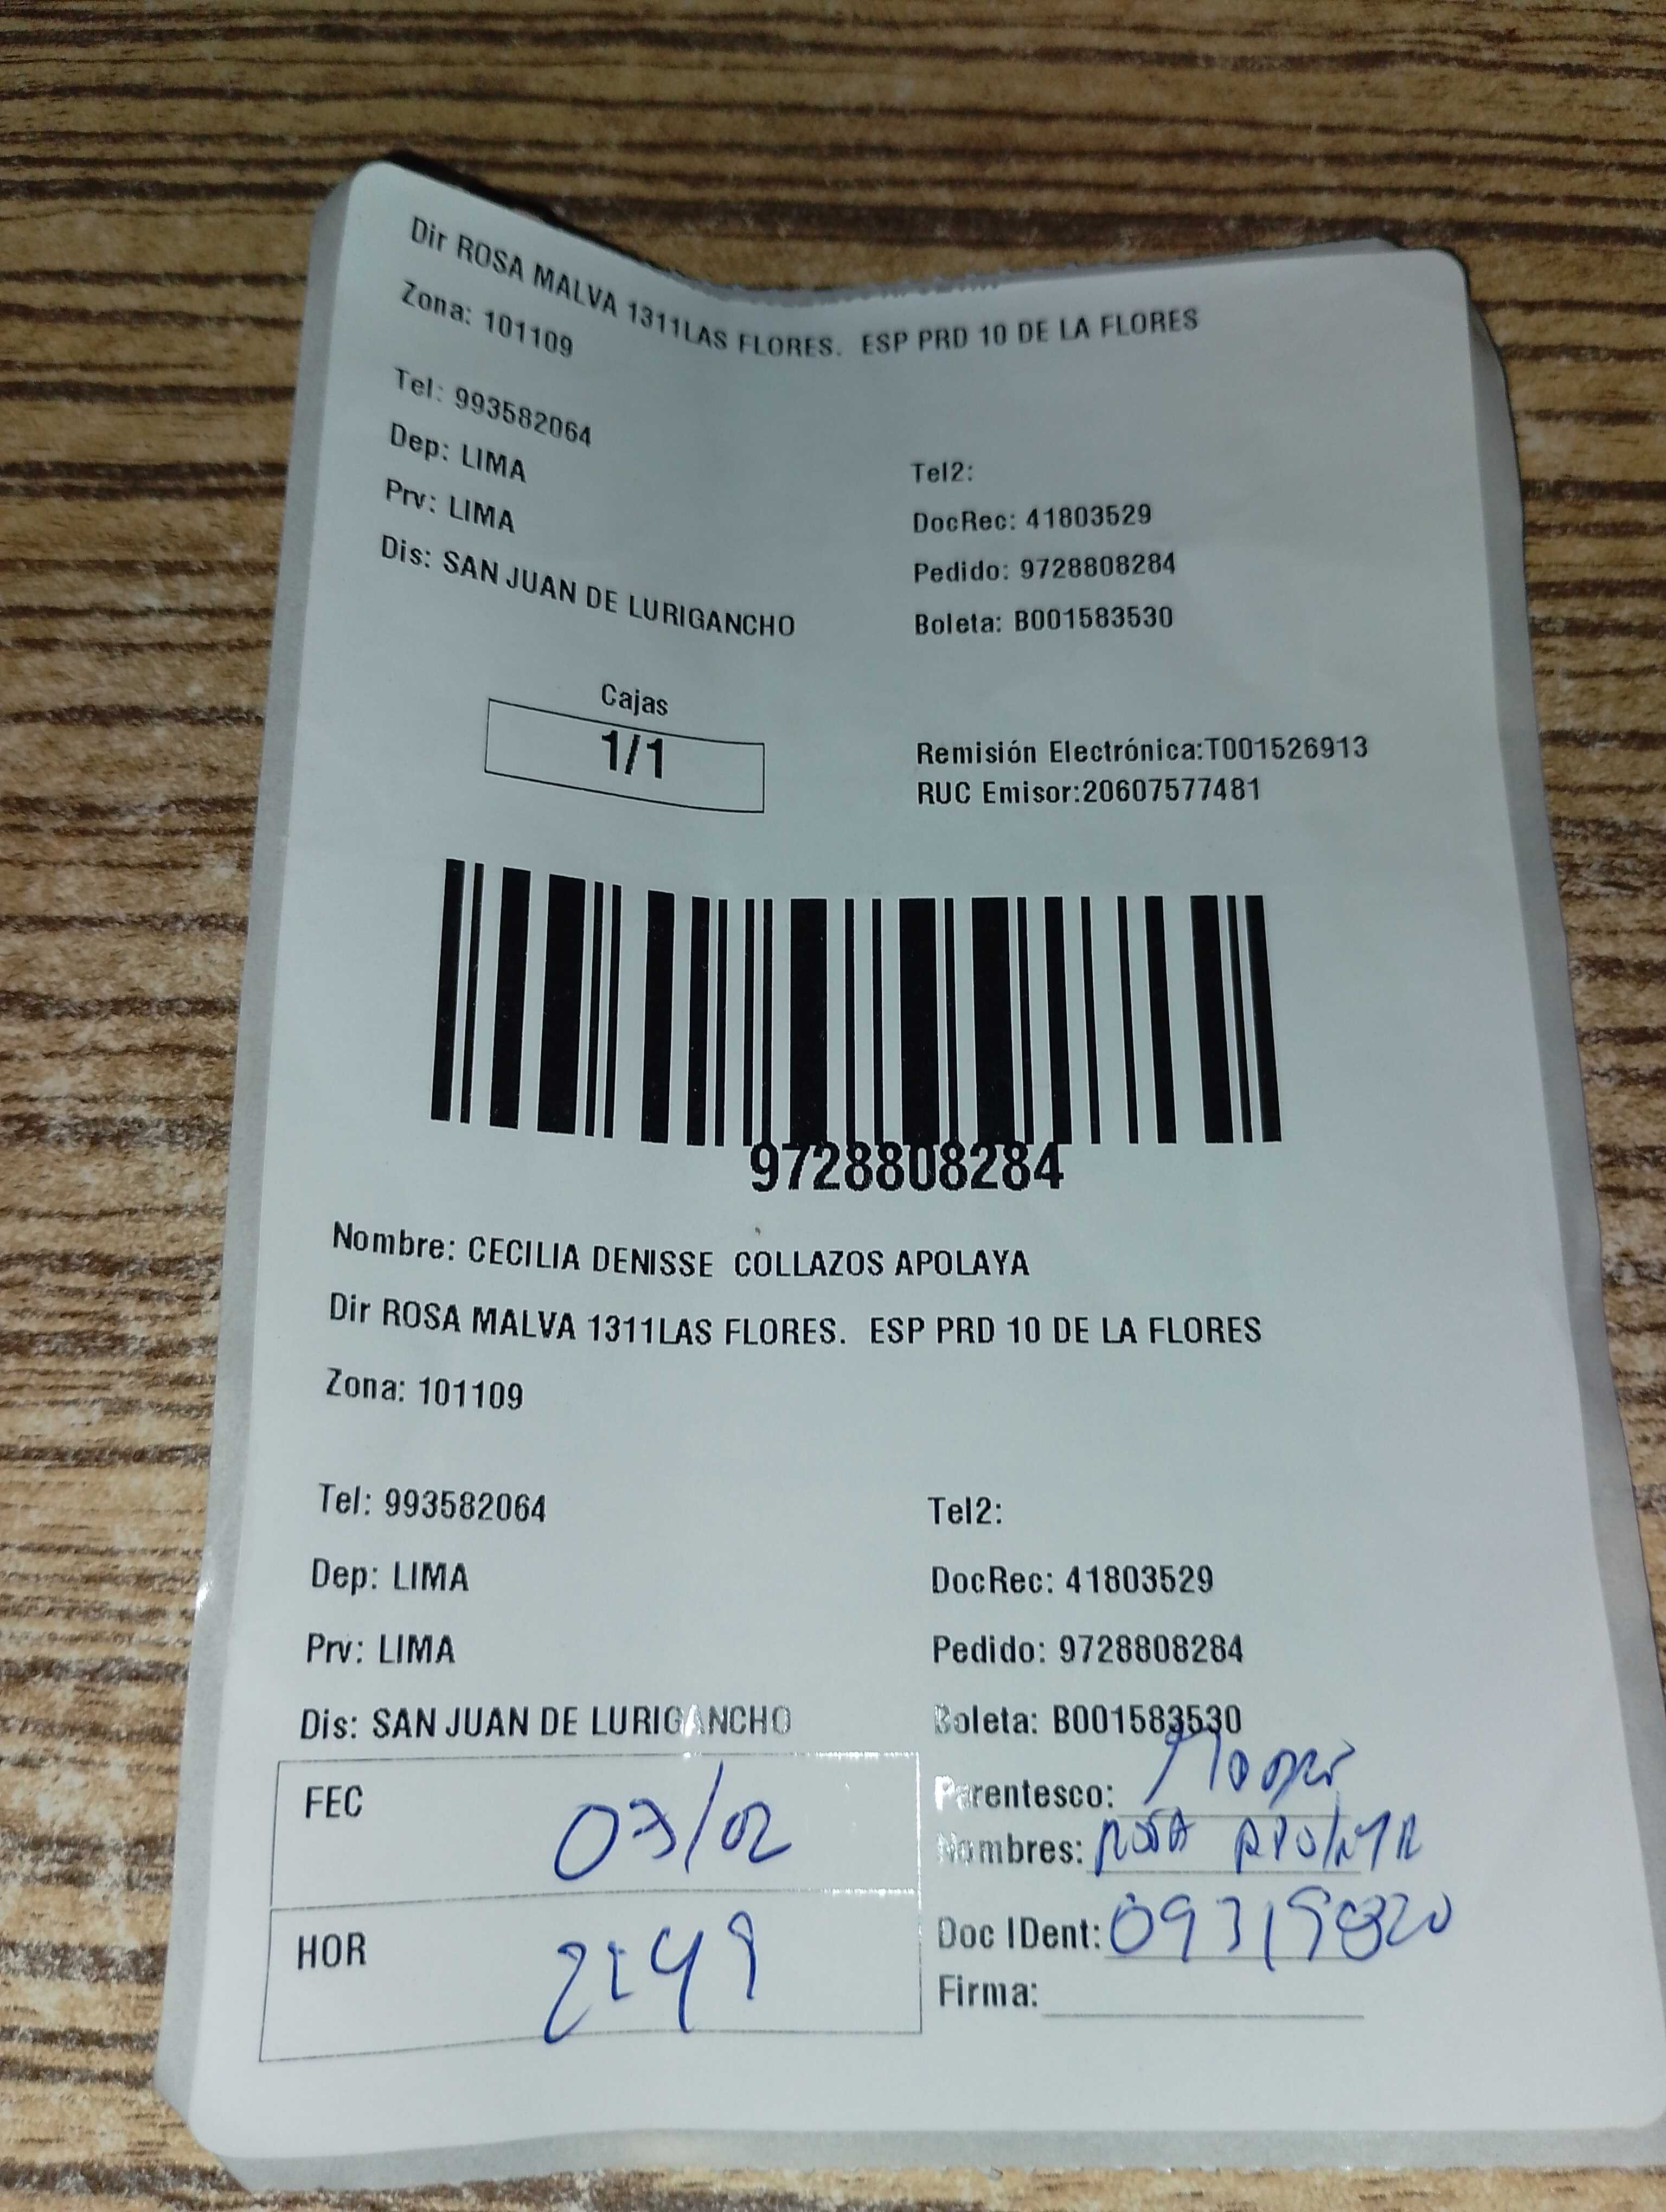 Dir ROSA MALVA 1311LAS FLORES. ESP PRD 10 DE LA FLORES
Zona: 101109
Tel: 993582064
Tel2:
Dep: LIMA
DocRec: 41803529
Prv: LIMA
Pedido: 9728808284
Dis: SAN JUAN DE LURIGANCHO
Boleta: B001583530
Cajas
1/1
Remisión Electrónica:T001526913
RUC Emisor:20607577481
9728808284
Nombre: CECILIA DENISSE COLLAZOS APOLAYA
Dir ROSA MALVA 1311LAS FLORES. ESP PRD 10 DE LA FLORES
Zona: 101109
Tel: 993582064
Tel2:
Dep: LIMA
DocRec: 41803529
Prv: LIMA
Pedido: 9728808284
Dis: SAN JUAN DE LURIGANCHO
Boleta: B001583530
FEC 03/02
Parentesco:
Nombres: ROSA
HOR
Doc IDent: 09319820
Firma: